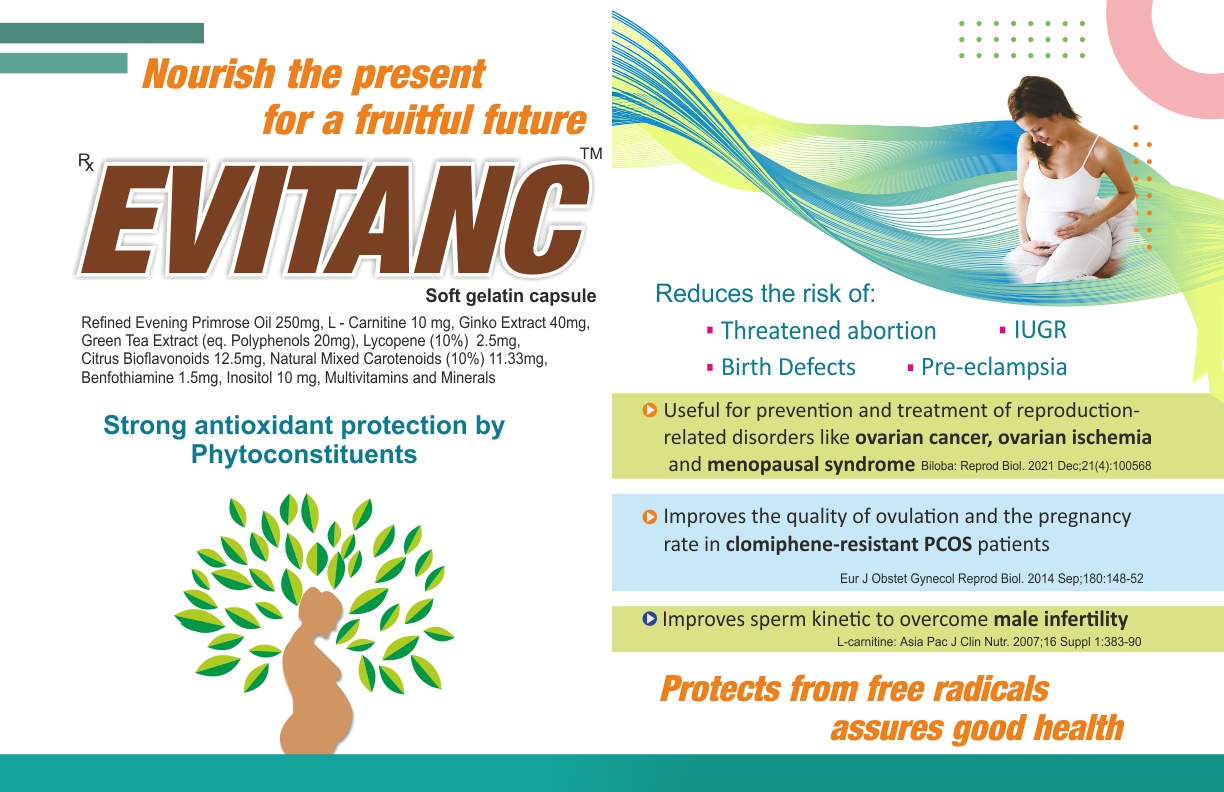 Nourish the present
for a fruitful future
Rx
EVITANC
TM
Soft gelatin capsule
Refined Evening Primrose Oil 250mg, L - Carnitine 10 mg, Ginko Extract 40mg,
Green Tea Extract (eq. Polyphenols 20mg), Lycopene (10%) 2.5mg,
Citrus Bioflavonoids 12.5mg, Natural Mixed Carotenoids (10%) 11.33mg,
Benfothiamine 1.5mg, Inositol 10 mg, Multivitamins and Minerals
Strong antioxidant protection by
Phytoconstituents
Reduces the risk of:
▪ Threatened abortion ▪ IUGR
▪ Birth Defects ▪ Pre-eclampsia
Useful for prevention and treatment of reproduction-
related disorders like ovarian cancer, ovarian ischemia
and menopausal syndrome Biloba: Reprod Biol. 2021 Dec;21(4):100568
Improves the quality of ovulation and the pregnancy
rate in clomiphene-resistant PCOS patients
Eur J Obstet Gynecol Reprod Biol. 2014 Sep;180:148-52
Improves sperm kinetic to overcome male infertility
L-carnitine: Asia Pac J Clin Nutr. 2007;16 Suppl 1:383-90
Protects from free radicals
assures good health